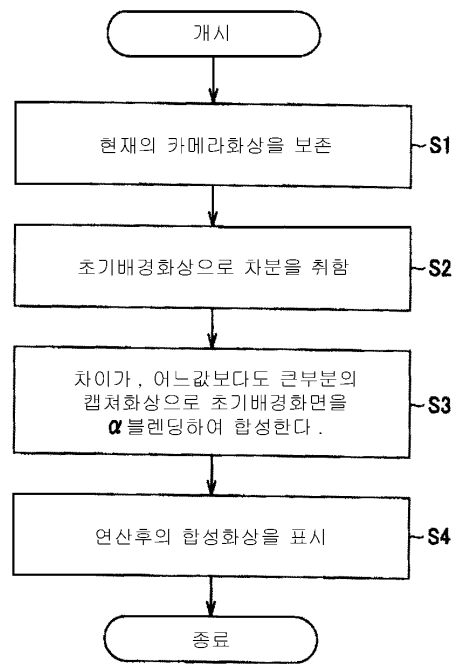 개시
현재의 카메라화상을 보존
S1
초기배경화상으로 차분을 취함
S2
차이가, 어느값보다도 큰부분의
캡쳐화상으로 초기배경화면을
α블렌딩하여 합성한다.
S3
연산후의 합성화상을 표시
S4
종료